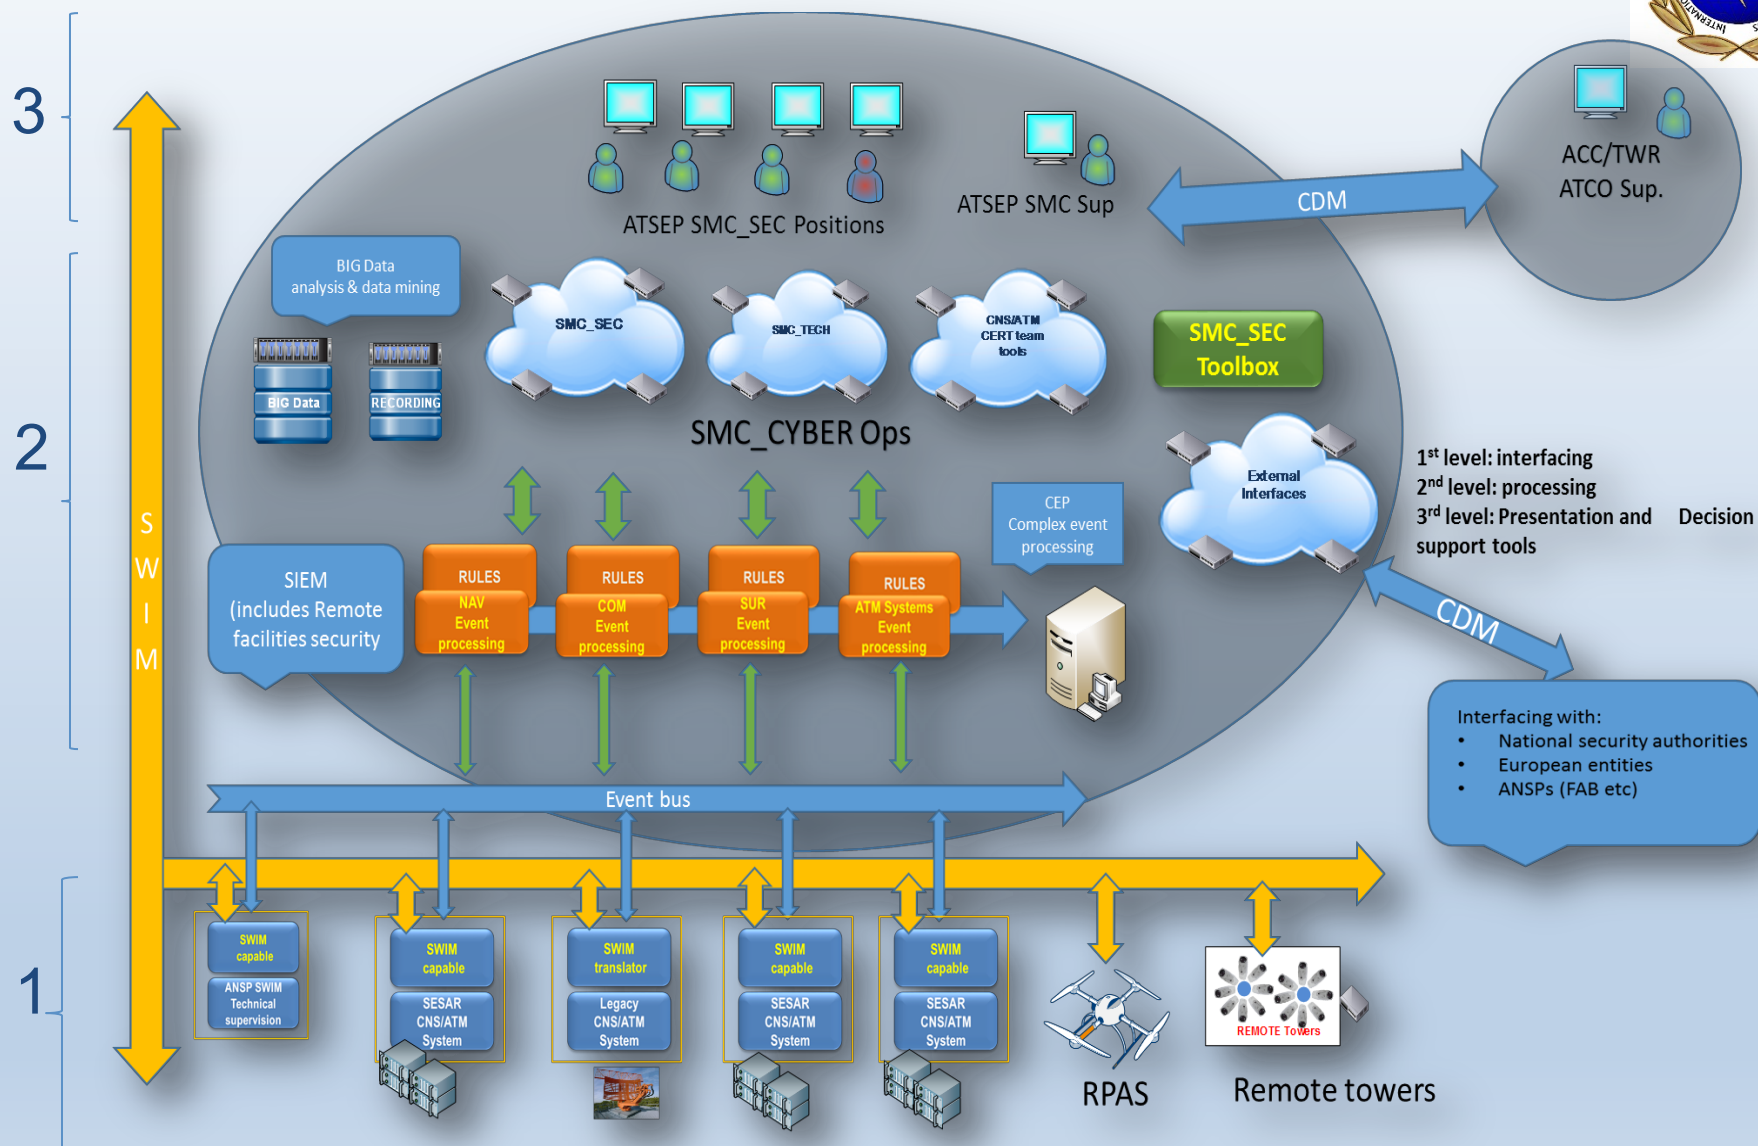 INTERNATIONAL
3
ACC/TWR
ATCO Sup.
CDM
ATSEP SMC Sup
ATSEP SMC_SEC Positions
BIG Data
analysis & data mining
SMC_SEC
SMC_TECH
CNS/ATM
CERT team
tools
SMC_SEC
Toolbox
BIG Data
RECORDING
SMC_CYBER Ops
2
External
Interfaces
1st level: interfacing
2nd level: processing
3rd level: Presentation and Decision
support tools
CEP
Complex event
processing
S
W
I
M
SIEM
(includes Remote
facilities security
RULES
NAV
Event
processing
RULES
COM
Event
processing
RULES
SUR
Event
processing
RULES
ATM Systems
Event
processing
CDM
Interfacing with:
• National security authorities
• European entities
• ANSPs (FAB etc)
Event bus
1
SWIM
capable
ANSP SWIM
Technical
supervision
SWIM
capable
SESAR
CNS/ATM
System
SWIM
translator
Legacy
CNS/ATM
System
SWIM
capable
SESAR
CNS/ATM
System
SWIM
capable
SESAR
CNS/ATM
System
RPAS
REMOTE Towers
Remote towers